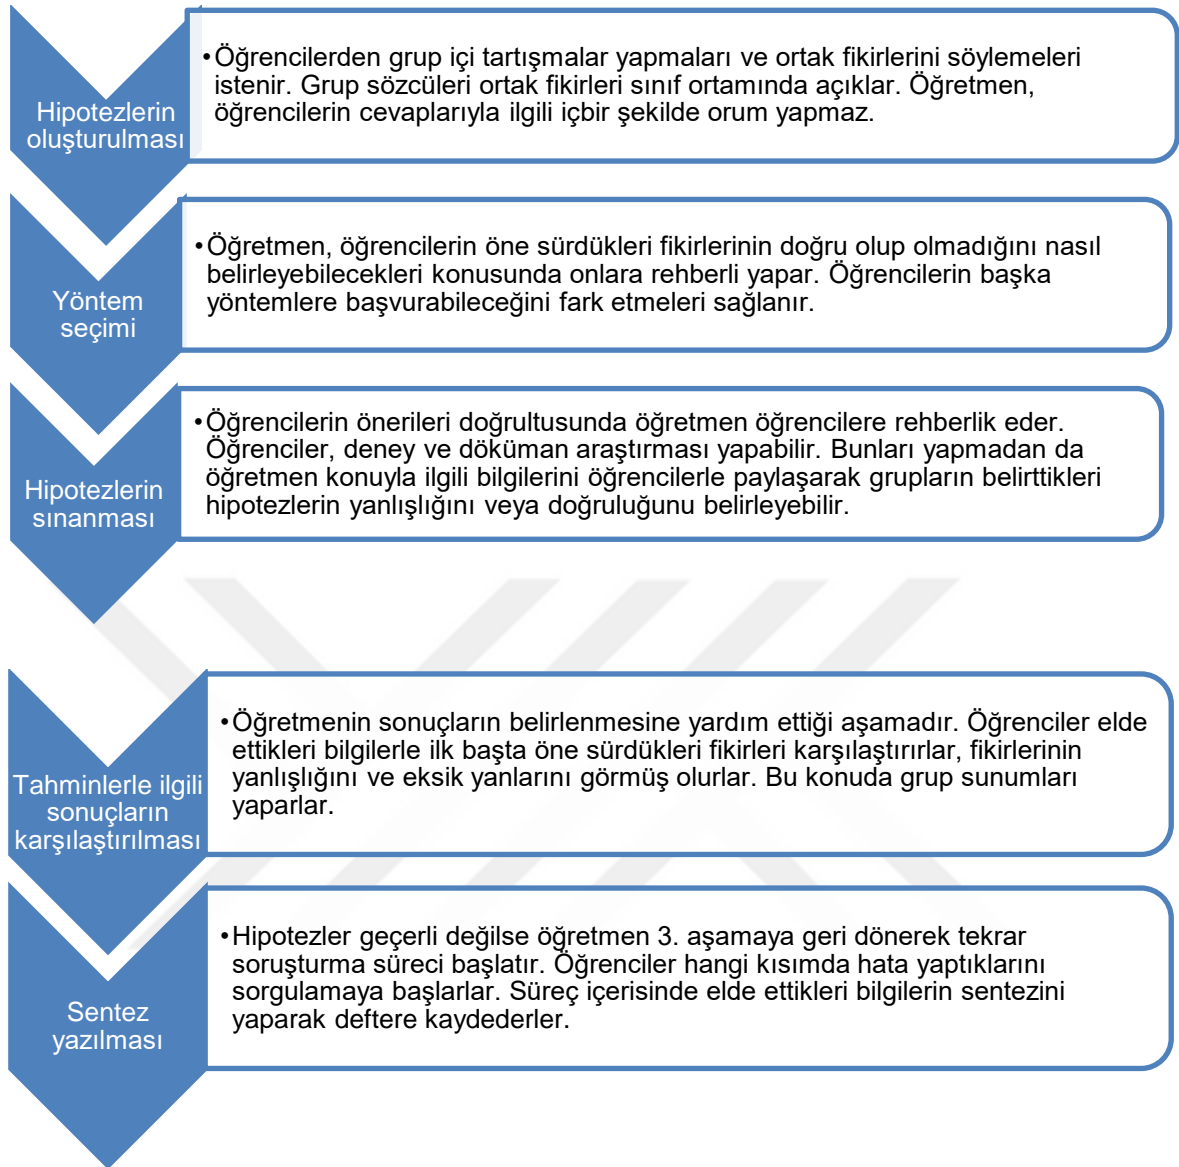 Hipotezlerin
oluşturulması
•Öğrencilerden grup içi tartışmalar yapmaları ve ortak fikirlerini söylemeleri
istenir. Grup sözcüleri ortak fikirleri sınıf ortamında açıklar. Öğretmen,
öğrencilerin cevaplarıyla ilgili içbir şekilde orum yapmaz.
Yöntem
seçimi
•Öğretmen, öğrencilerin öne sürdükleri fikirlerinin doğru olup olmadığını nasıl
belirleyebilecekleri konusunda onlara rehberli yapar. Öğrencilerin başka
yöntemlere başvurabileceğini fark etmeleri sağlanır.
Hipotezlerin
sınanması
•Öğrencilerin önerileri doğrultusunda öğretmen öğrencilere rehberlik eder.
Öğrenciler, deney ve döküman araştırması yapabilir. Bunları yapmadan da
öğretmen konuyla ilgili bilgilerini öğrencilerle paylaşarak grupların belirttikleri
hipotezlerin yanlışlığını veya doğruluğunu belirleyebilir.
Tahminlerle ilgili
sonuçların
karşılaştırılması
•Öğretmenin sonuçların belirlenmesine yardım ettiği aşamadır. Öğrenciler elde
ettikleri bilgilerle ilk başta öne sürdükleri fikirleri karşılaştırırlar, fikirlerinin
yanlışlığını ve eksik yanlarını görmüş olurlar. Bu konuda grup sunumları
yaparlar.
Sentez
yazılması
•Hipotezler geçerli değilse öğretmen 3. aşamaya geri dönerek tekrar
soruşturma süreci başlatır. Öğrenciler hangi kısımda hata yaptıklarını
sorgulamaya başlarlar. Süreç içerisinde elde ettikleri bilgilerin sentezini
yaparak deftere kaydederler.